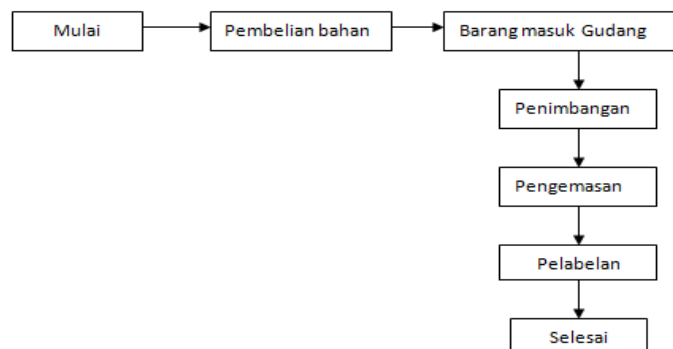 Mulai
Pembelian bahan
Barang masuk Gudang
Penimbangan
Pengemasan
Pelabelan
Selesai